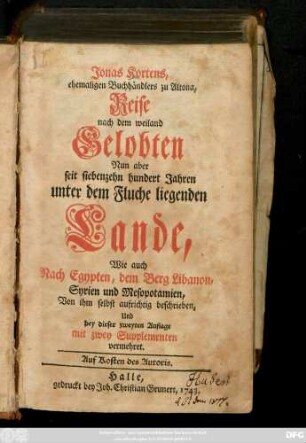 Jonas Kortens,
ehemaligen Buchhändlers zu Altona,
Reise
nach dem weiland
Gelobten
Nun aber
seit siebenzehn hundert Jahren
unter dem Fluche liegenden
Lande,
Wie auch
Nach Egypten, dem Berg Libanon,
Syrien und Mesopotamien,
Von ihm selbst aufrichtig beschrieben,
Und
bey dieser zweyten Auflage
mit zwey Supplementen
vermehret.
Auf Kosten des Autoris.
Halle,
gedruckt bey Joh. Christian Grunert, 1743.